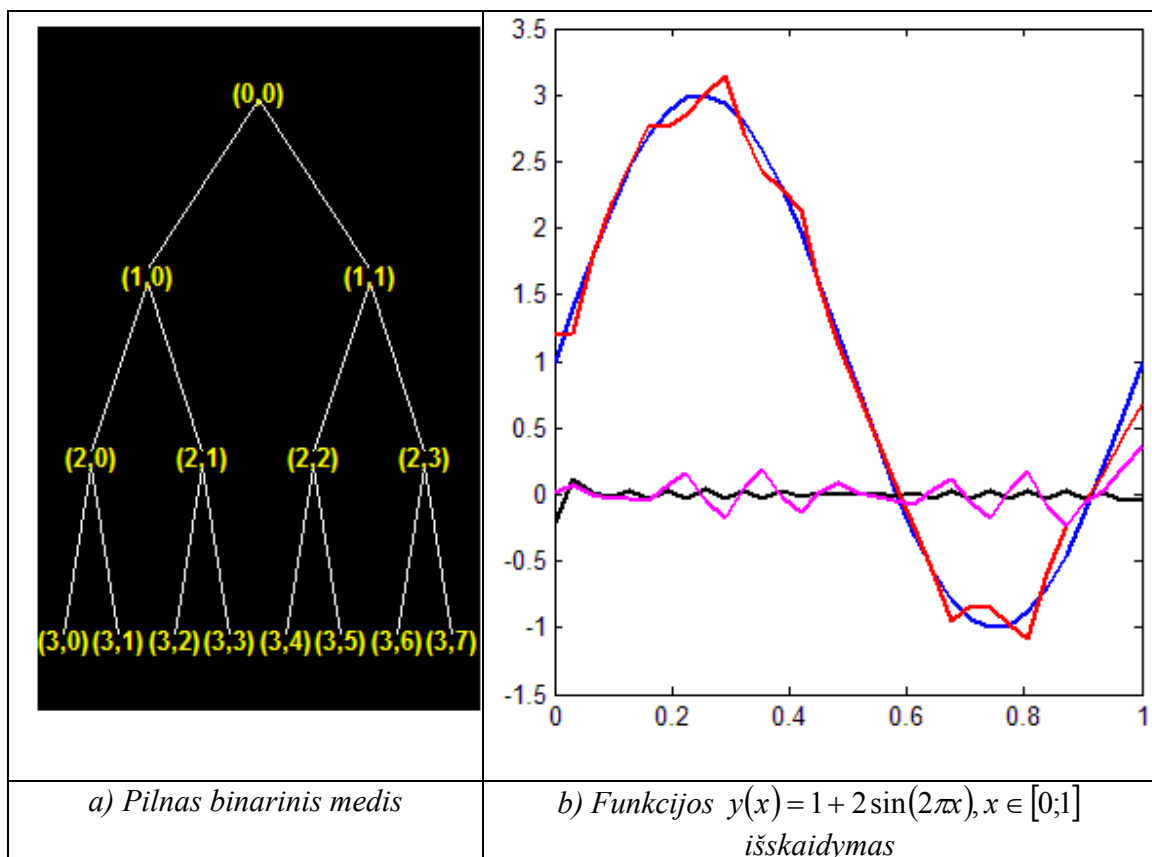 (0,0)
(1,0) (1,1)
(2,0) (2,1) (2,2) (2,3)
(3,0) (3,1) (3,2) (3,3) (3,4) (3,5) (3,6) (3,7)
3.5
3
2.5
2
1.5
1
0.5
0
-0.5
-1
-1.5
0 0.2 0.4 0.6 0.8 1
a) Pilnas binarinis medis
b) Funkcijos y(x) = 1 + 2 sin(2πx), x ∈ [0;1]
išskaidymas